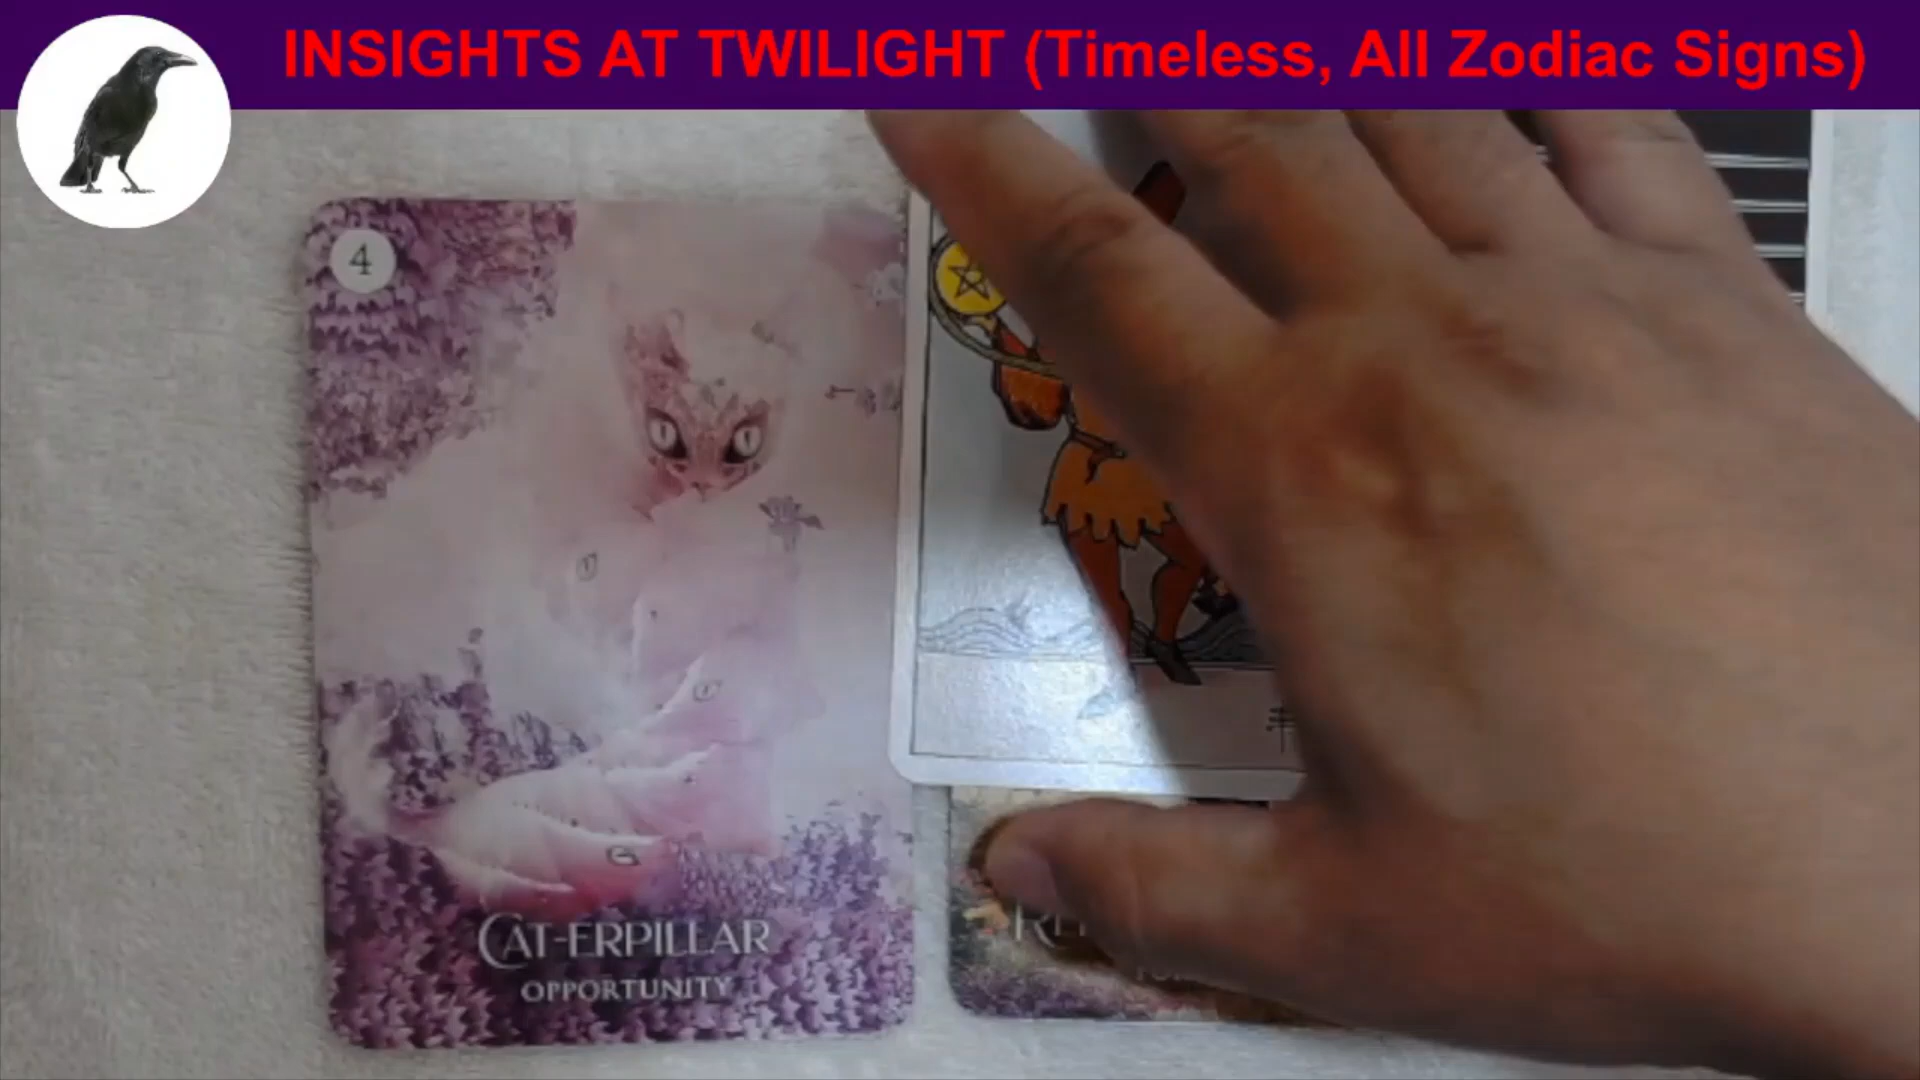 INSIGHTS AT TWILIGHT (Timeless, All Zodiac Signs)
4
CAT-ERPILLAR
OPPORTUNITY